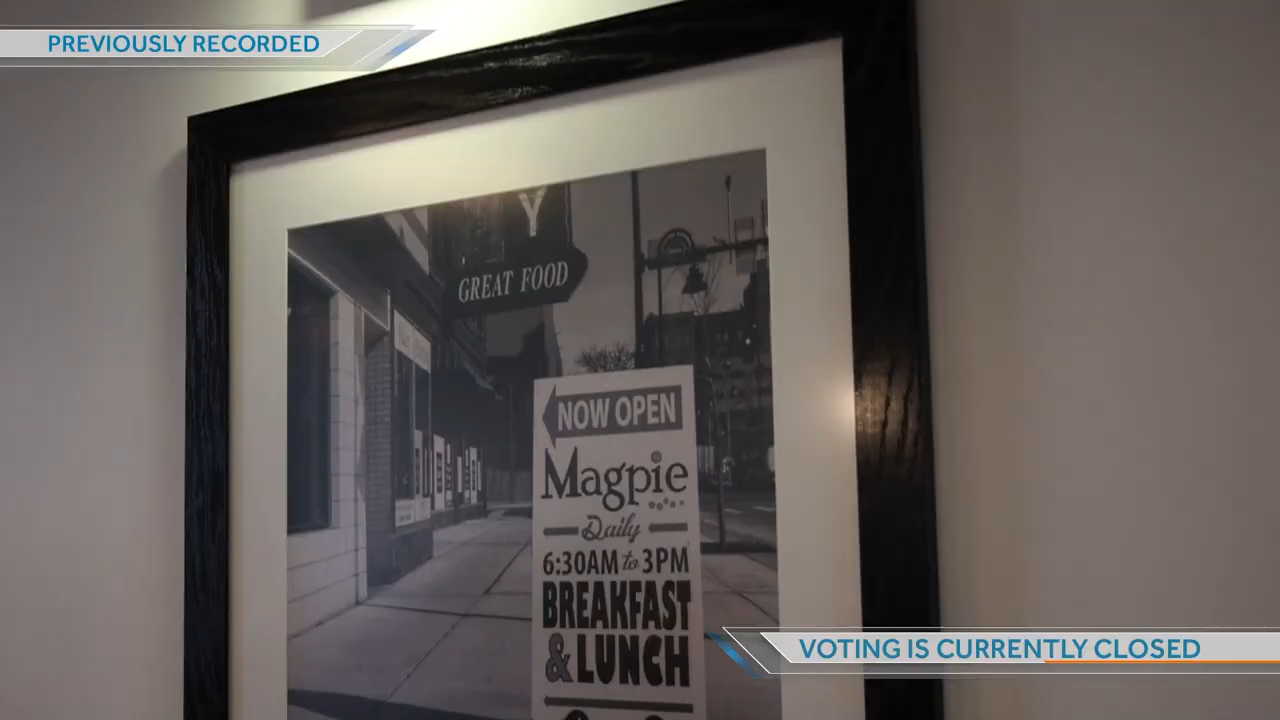 PREVIOUSLY RECORDED
Y
GREAT FOOD
NOW OPEN
Magpie
Daily
6:30AM to 3PM
BREAKFAST
& LUNCH
VOTING IS CURRENTLY CLOSED